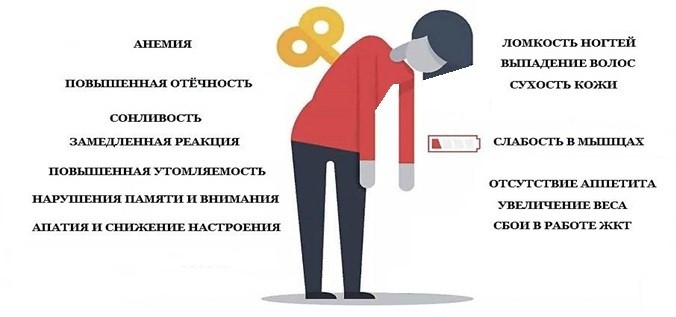 АНЕМИЯ
ПОВЫШЕННАЯ ОТЁЧНОСТЬ
СОНЛИВОСТЬ
ЗАМЕДЛЕННАЯ РЕАКЦИЯ
ПОВЫШЕННАЯ УТОМЛЯЕМОСТЬ
НАРУШЕНИЯ ПАМЯТИ И ВНИМАНИЯ
АПАТИЯ И СНИЖЕНИЕ НАСТРОЕНИЯ
ЛОМКОСТЬ НОГТЕЙ
ВЫПАДЕНИЕ ВОЛОС
СУХОСТЬ КОЖИ
СЛАБОСТЬ В МЫШЦАХ
ОТСУТСТВИЕ АППЕТИТА
УВЕЛИЧЕНИЕ ВЕСА
СБОИ В РАБОТЕ ЖКТ